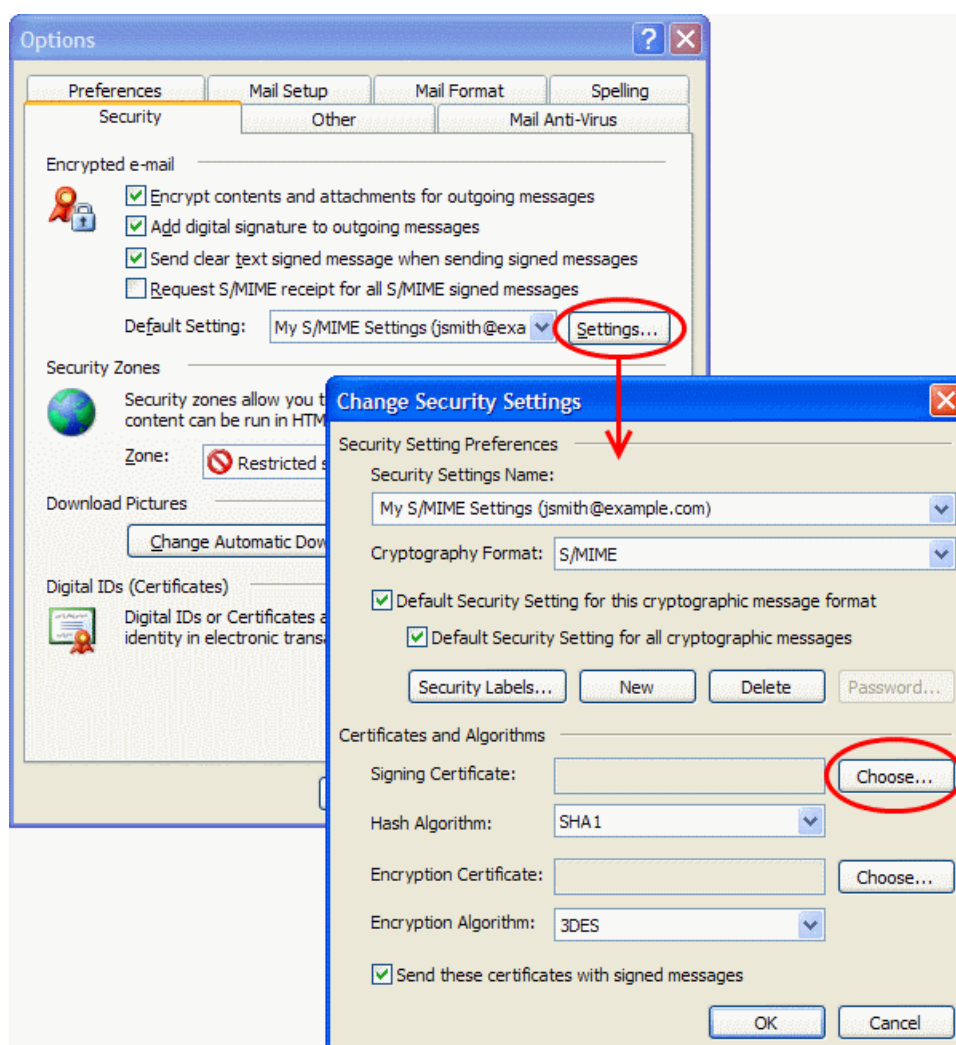 Options
Preferences Mail Setup Mail Format Spelling
Security Other Mail Anti-Virus
Encrypted e-mail
Encrypt contents and attachments for outgoing messages
Add digital signature to outgoing messages
Send clear text signed message when sending signed messages
Request S/MIME receipt for all S/MIME signed messages
Default Setting: My S/MIME Settings (jsmith@exa Settings...
Security Zones
Security zones allow you t
content can be run in HTM
Zone: Restricted s
Download Pictures
Change Automatic Dow
Digital IDs (Certificates)
Digital IDs or Certificates a
identity in electronic transa
Change Security Settings
Security Setting Preferences
Security Settings Name:
My S/MIME Settings (jsmith@example.com)
Cryptography Format: S/MIME
Default Security Setting for this cryptographic message format
Default Security Setting for all cryptographic messages
Security Labels... New Delete Password...
Certificates and Algorithms
Signing Certificate: Choose...
Hash Algorithm: SHA1
Encryption Certificate: Choose...
Encryption Algorithm: 3DES
Send these certificates with signed messages
OK Cancel